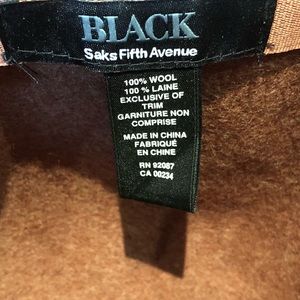 BLACK
Saks Fifth Avenue
100% WOOL
100% LAINE
EXCLUSIVE OF
TRIM
GARNITURE NON
COMPRISE
MADE IN CHINA
FABRIQUÉ
EN CHINE
RN 92087
CA 00234